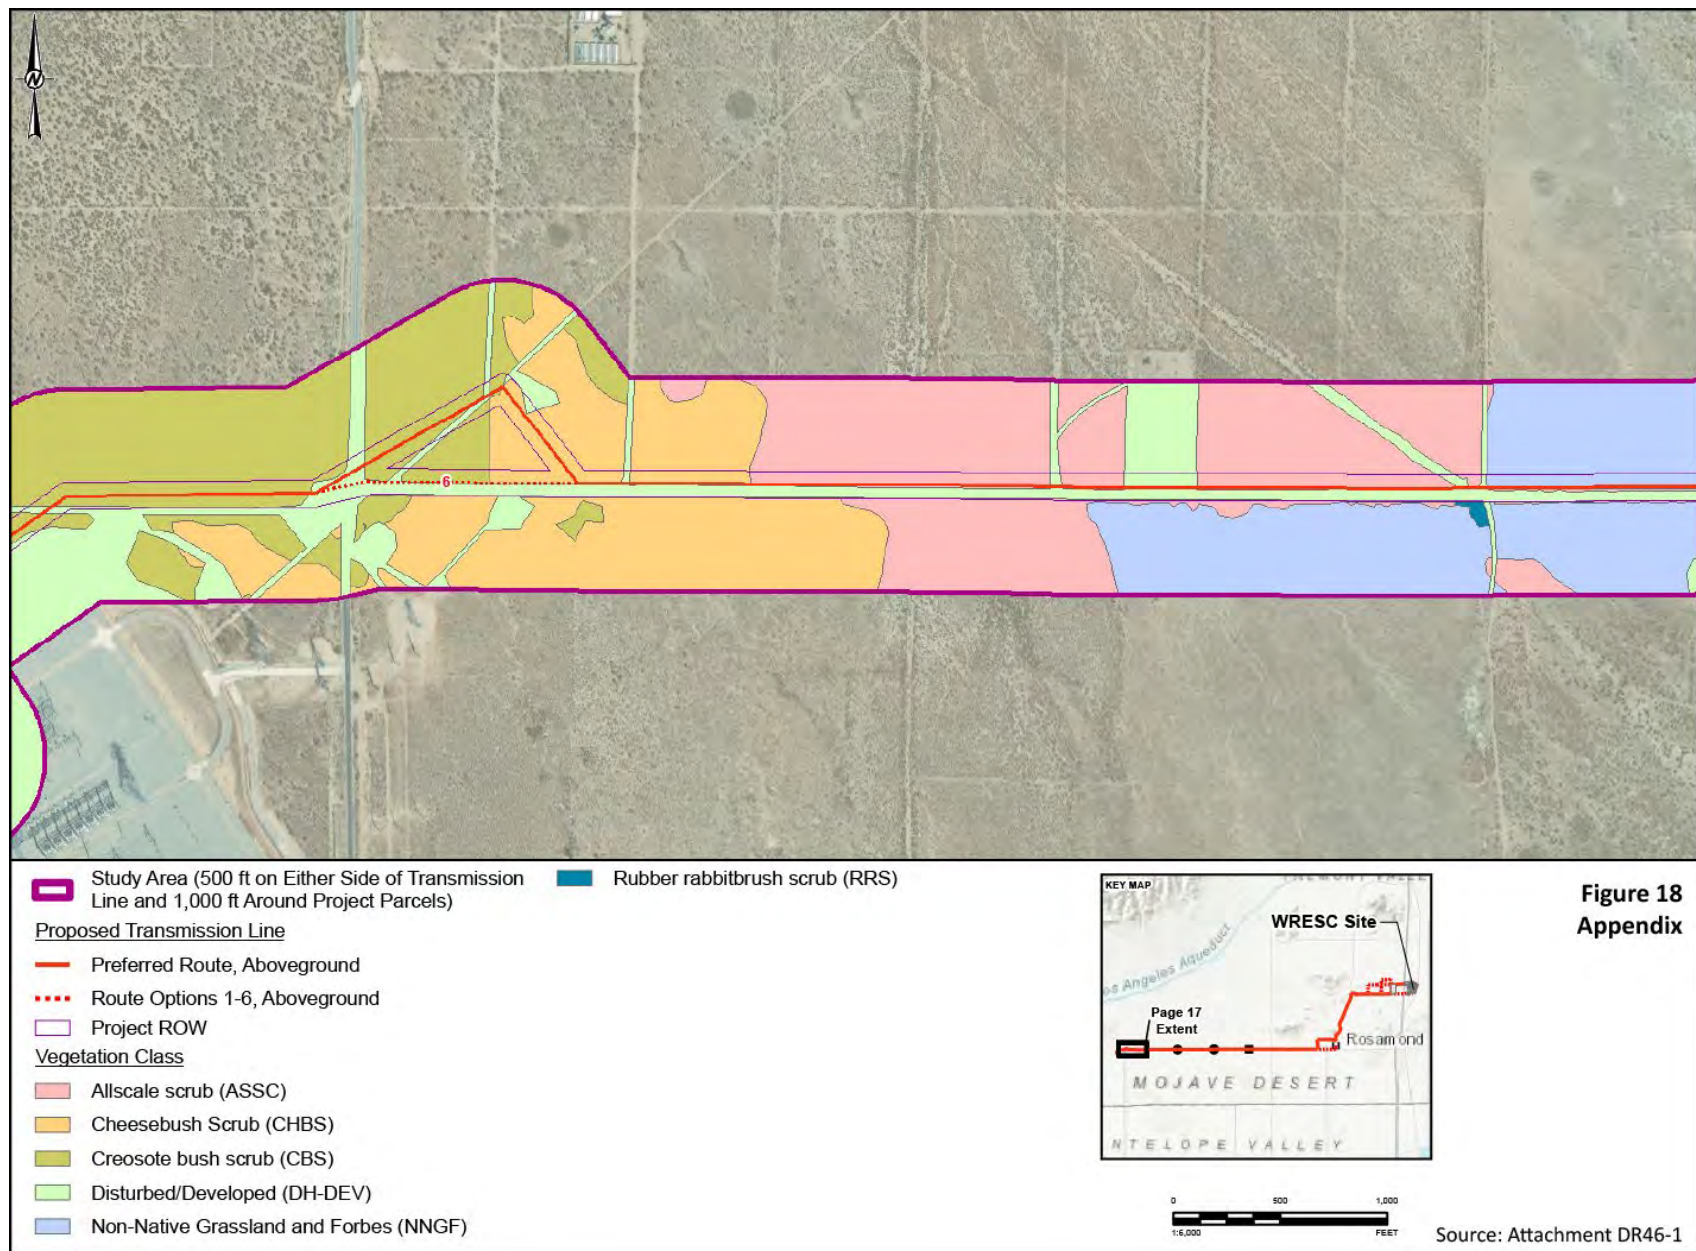 N
6
Study Area (500 ft on Either Side of Transmission
Line and 1,000 ft Around Project Parcels)
Proposed Transmission Line
Preferred Route, Aboveground
Route Options 1-6, Aboveground
Project ROW
Vegetation Class
Allscale scrub (ASSC)
Cheesebush Scrub (CHBS)
Creosote bush scrub (CBS)
Disturbed/Developed (DH-DEV)
Non-Native Grassland and Forbes (NNGF)
Rubber rabbitbrush scrub (RRS)
KEY MAP
WRESC Site
os Angeles Aqueduct
Page 17
Extent
Rosamond
MOJAVE DESERT
NTELOPE VALLEY
0 500 1,000
1:6,000 FEET
Figure 18
Appendix
Source: Attachment DR46-1